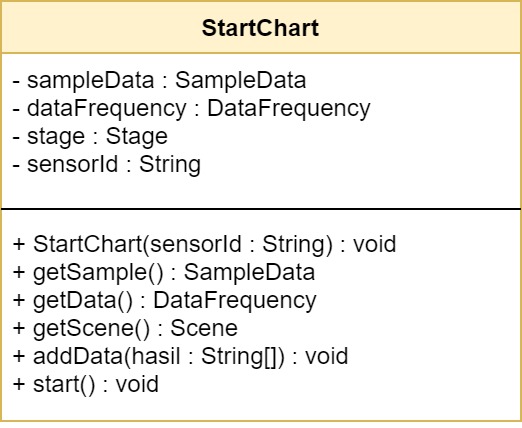 StartChart
- sampleData : SampleData
- dataFrequency : DataFrequency
- stage : Stage
- sensorId : String
+ StartChart(sensorId : String) : void
+ getSample() : SampleData
+ getData() : DataFrequency
+ getScene() : Scene
+ addData(hasil : String[]) : void
+ start() : void